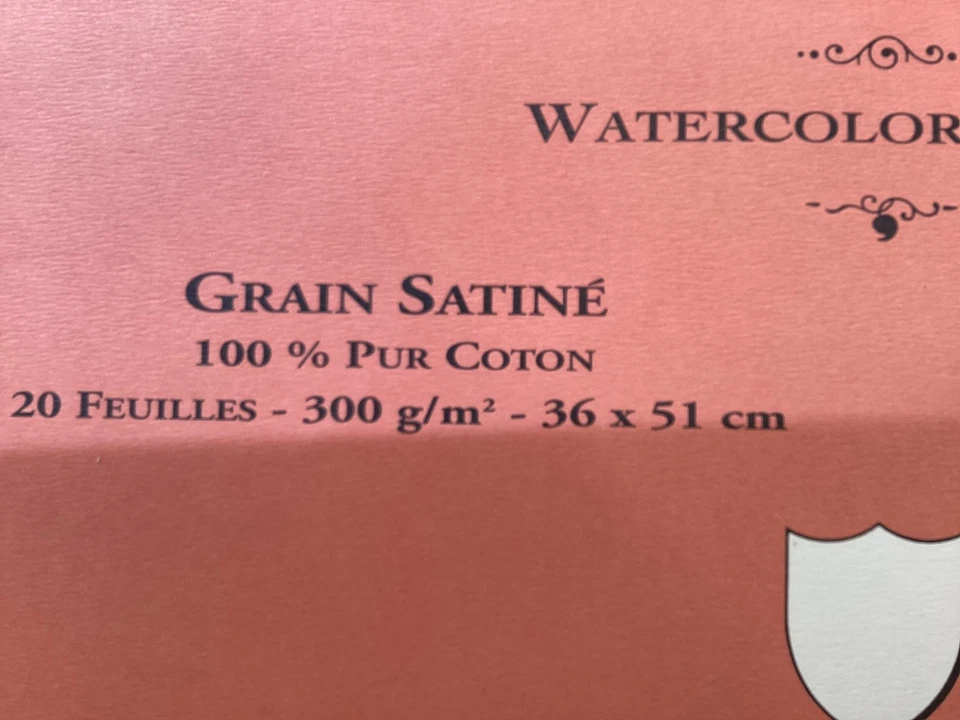 WATERCOLOR
GRAIN SATINÉ
100 % PUR COTON
20 FEUILLES - 300 g/m² - 36 x 51 cm